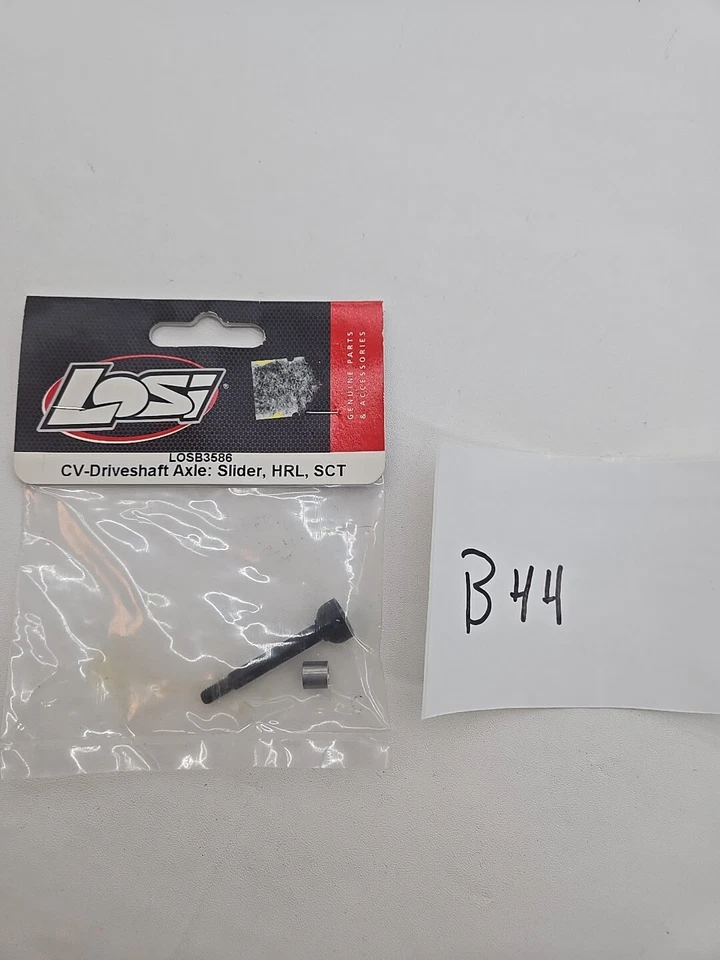 LOSI®
GENUINE PARTS
& ACCESSORIES
LOSB3586
CV-Driveshaft Axle: Slider, HRL, SCT
B44